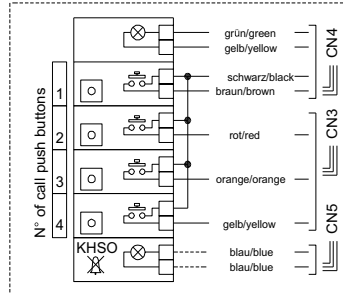 grün/green
gelb/yellow
CN4
1
schwarz/black
braun/brown
2
rot/red
CN3
3
orange/orange
4
gelb/yellow
CN5
KHSO
blau/blue
blau/blue
N° of call push buttons